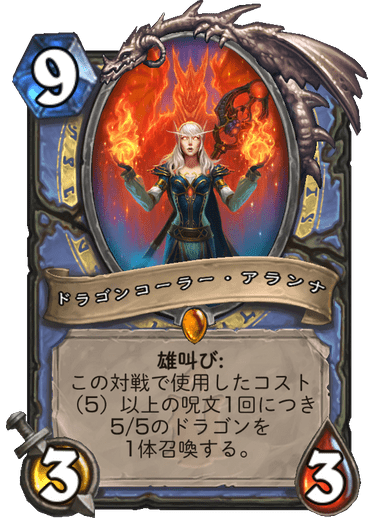 9
ドラゴンコーラー・アランナ
雄叫び:
この対戦で使用したコスト
（5）以上の呪文1回につき
5/5のドラゴンを
1体召喚する。
3
3